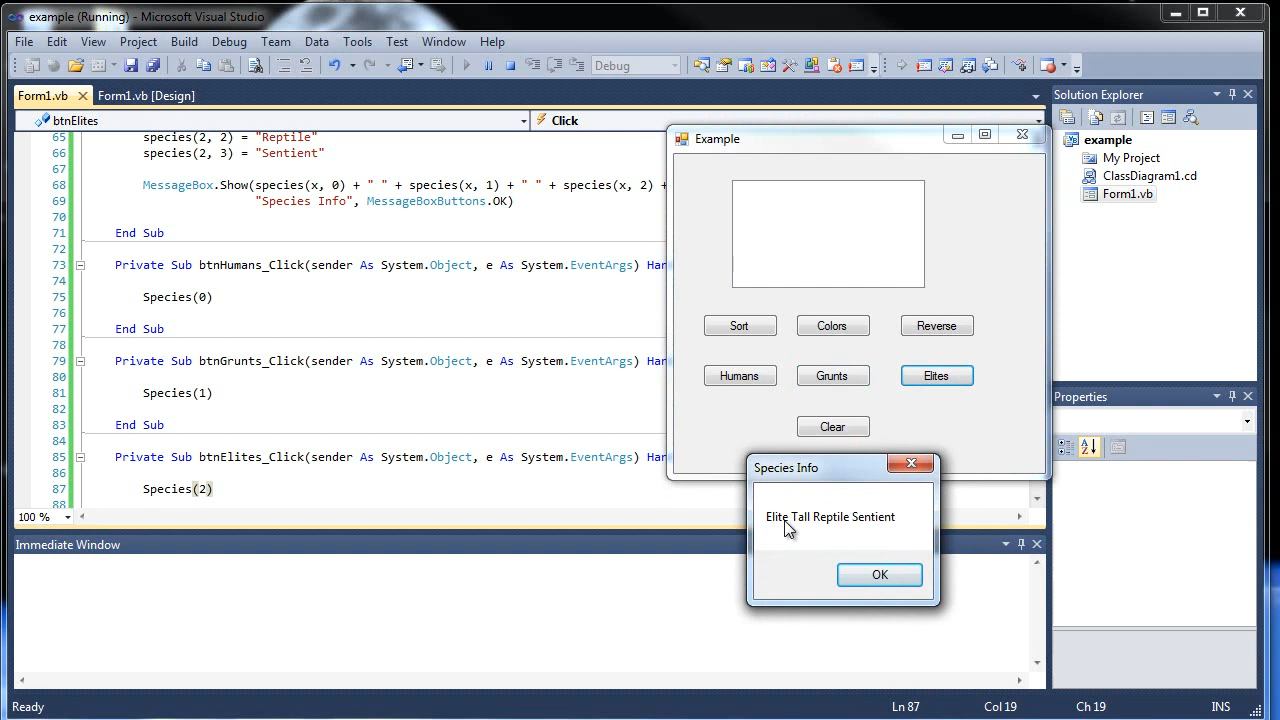 example (Running) - Microsoft Visual Studio
File Edit View Project Build Debug Team Data Tools Test Window Help
Debug
Form1.vb Form1.vb [Design]
btnElites Click
65 species(2, 2) = "Reptile"
66 species(2, 3) = "Sentient"
67
68 MessageBox.Show(species(x, 0) + " " + species(x, 1) + " " + species(x, 2) +
69 "Species Info", MessageBoxButtons.OK)
70
71 End Sub
72
73 Private Sub btnHumans_Click(sender As System.Object, e As System.EventArgs) Han
74
75 Species(0)
76
77 End Sub
78
79 Private Sub btnGrunts_Click(sender As System.Object, e As System.EventArgs) Han
80
81 Species(1)
82
83 End Sub
84
85 Private Sub btnElites_Click(sender As System.Object, e As System.EventArgs) Han
86
87 Species(2)
88
100 %
Example
Sort Colors Reverse
Humans Grunts Elites
Clear
Species Info
Elite Tall Reptile Sentient
OK
Solution Explorer
example
My Project
ClassDiagram1.cd
Form1.vb
Properties
Immediate Window
Ready Ln 87 Col 19 Ch 19 INS